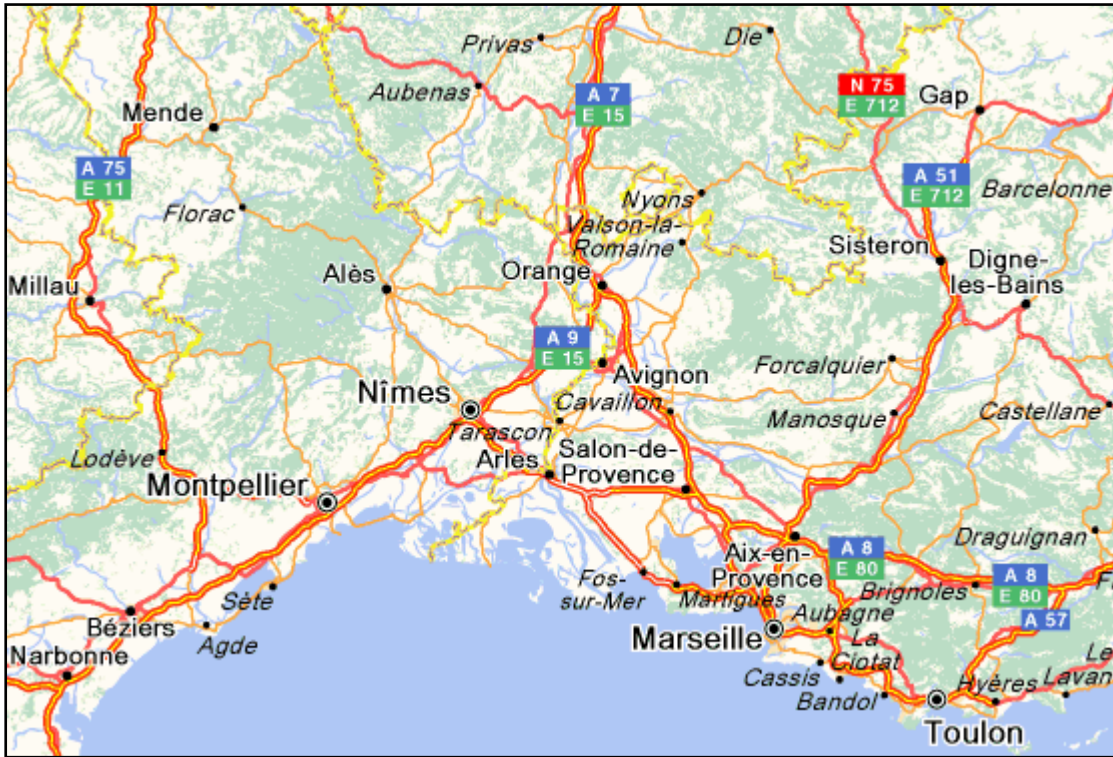 Privas
Die
Aubenas
A 7
E 15
N 75
E 712
Gap
Mende
A 75
E 11
A 51
E 712
Barcelonne
Florac
Nyons
Vaison-la-
Romaine
Sisteron
Digne-
les-Bains
Millau
Alès
Orange
A 9
E 15
Avignon
Forcalquier
Nîmes
Cavaillon
Manosque
Castellane
Tarascon
Lodève
Arles
Salon-de-
Provence
Montpellier
Draguignan
Aix-en-
Provence
A 8
E 80
Brignoles
A 8
E 80
Fos-
sur-Mer
Martigues
Sète
Béziers
Agde
Marseille
Aubagne
A 57
La
Ciotat
Narbonne
Cassis
Bandol
Hyères
Lavan
Le
Toulon